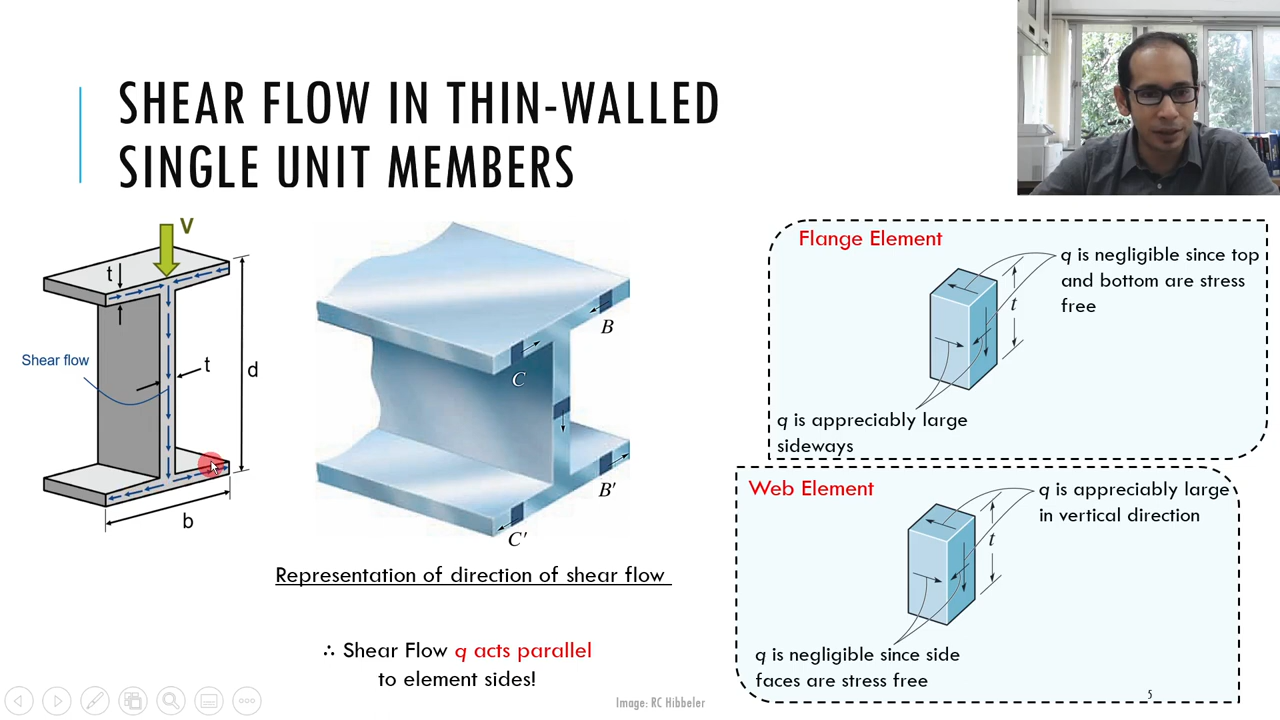 SHEAR FLOW IN THIN-WALLED
SINGLE UNIT MEMBERS
V
t
Shear flow
t
d
b
B
C
B'
C'
Representation of direction of shear flow
∴ Shear Flow q acts parallel
to element sides!
Flange Element
q is negligible since top
and bottom are stress
free
t
q is appreciably large
sideways
Web Element
q is appreciably large
in vertical direction
t
q is negligible since side
faces are stress free
Image: RC Hibbeler
5